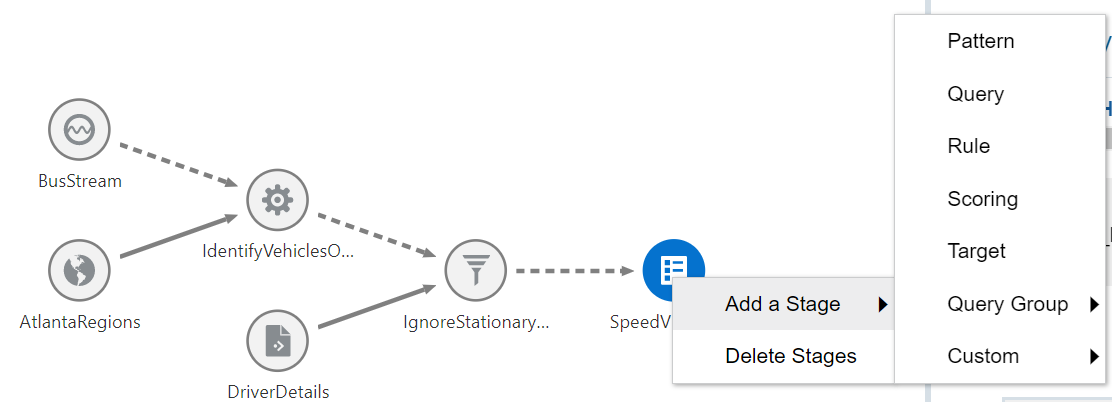 BusStream
AtlantaRegions
IdentifyVehiclesO...
DriverDetails
IgnoreStationary...
SpeedV
Add a Stage
Delete Stages
Pattern
Query
Rule
Scoring
Target
Query Group
Custom